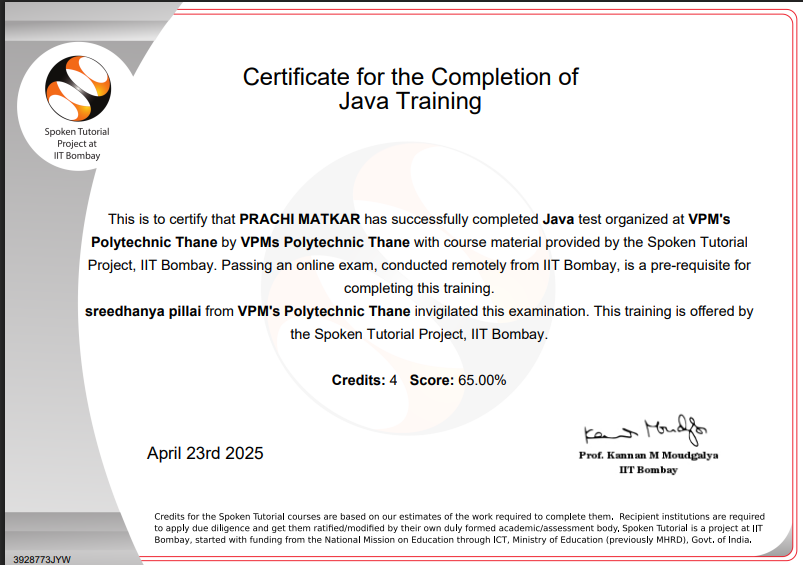 Spoken Tutorial
Project at
IIT Bombay
Certificate for the Completion of
Java Training
This is to certify that PRACHI MATKAR has successfully completed Java test organized at VPM's
Polytechnic Thane by VPMs Polytechnic Thane with course material provided by the Spoken Tutorial
Project, IIT Bombay. Passing an online exam, conducted remotely from IIT Bombay, is a pre-requisite for
completing this training.
sreedhanya pillai from VPM's Polytechnic Thane invigilated this examination. This training is offered by
the Spoken Tutorial Project, IIT Bombay.
Credits: 4 Score: 65.00%
April 23rd 2025
Prof. Kannan M Moudgalya
IIT Bombay
Credits for the Spoken Tutorial courses are based on our estimates of the work required to complete them. Recipient institutions are required
to apply due diligence and get them ratified/modified by their own duly formed academic/assessment body. Spoken Tutorial is a project at IIT
Bombay, started with funding from the National Mission on Education through ICT, Ministry of Education (previously MHRD), Govt. of India.
3928773JYW